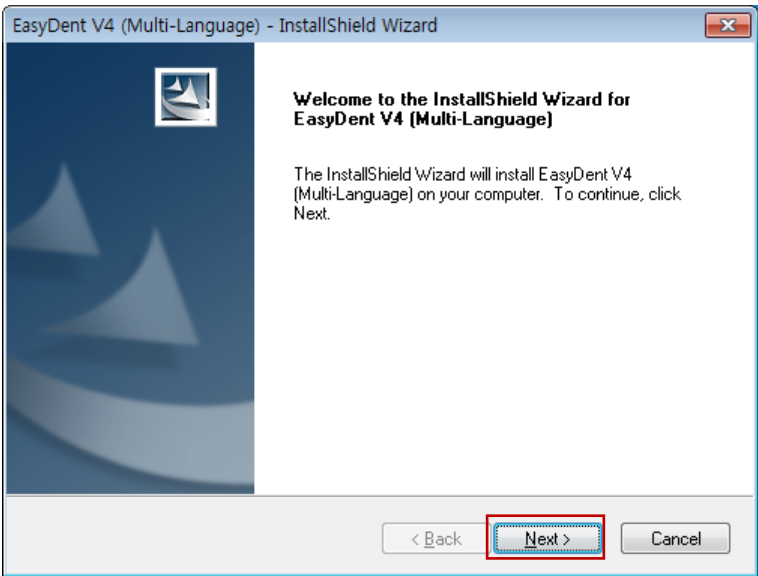 EasyDent V4 (Multi-Language) - InstallShield Wizard
Welcome to the InstallShield Wizard for
EasyDent V4 (Multi-Language)
The InstallShield Wizard will install EasyDent V4
(Multi-Language) on your computer. To continue, click
Next.
< Back
Next >
Cancel